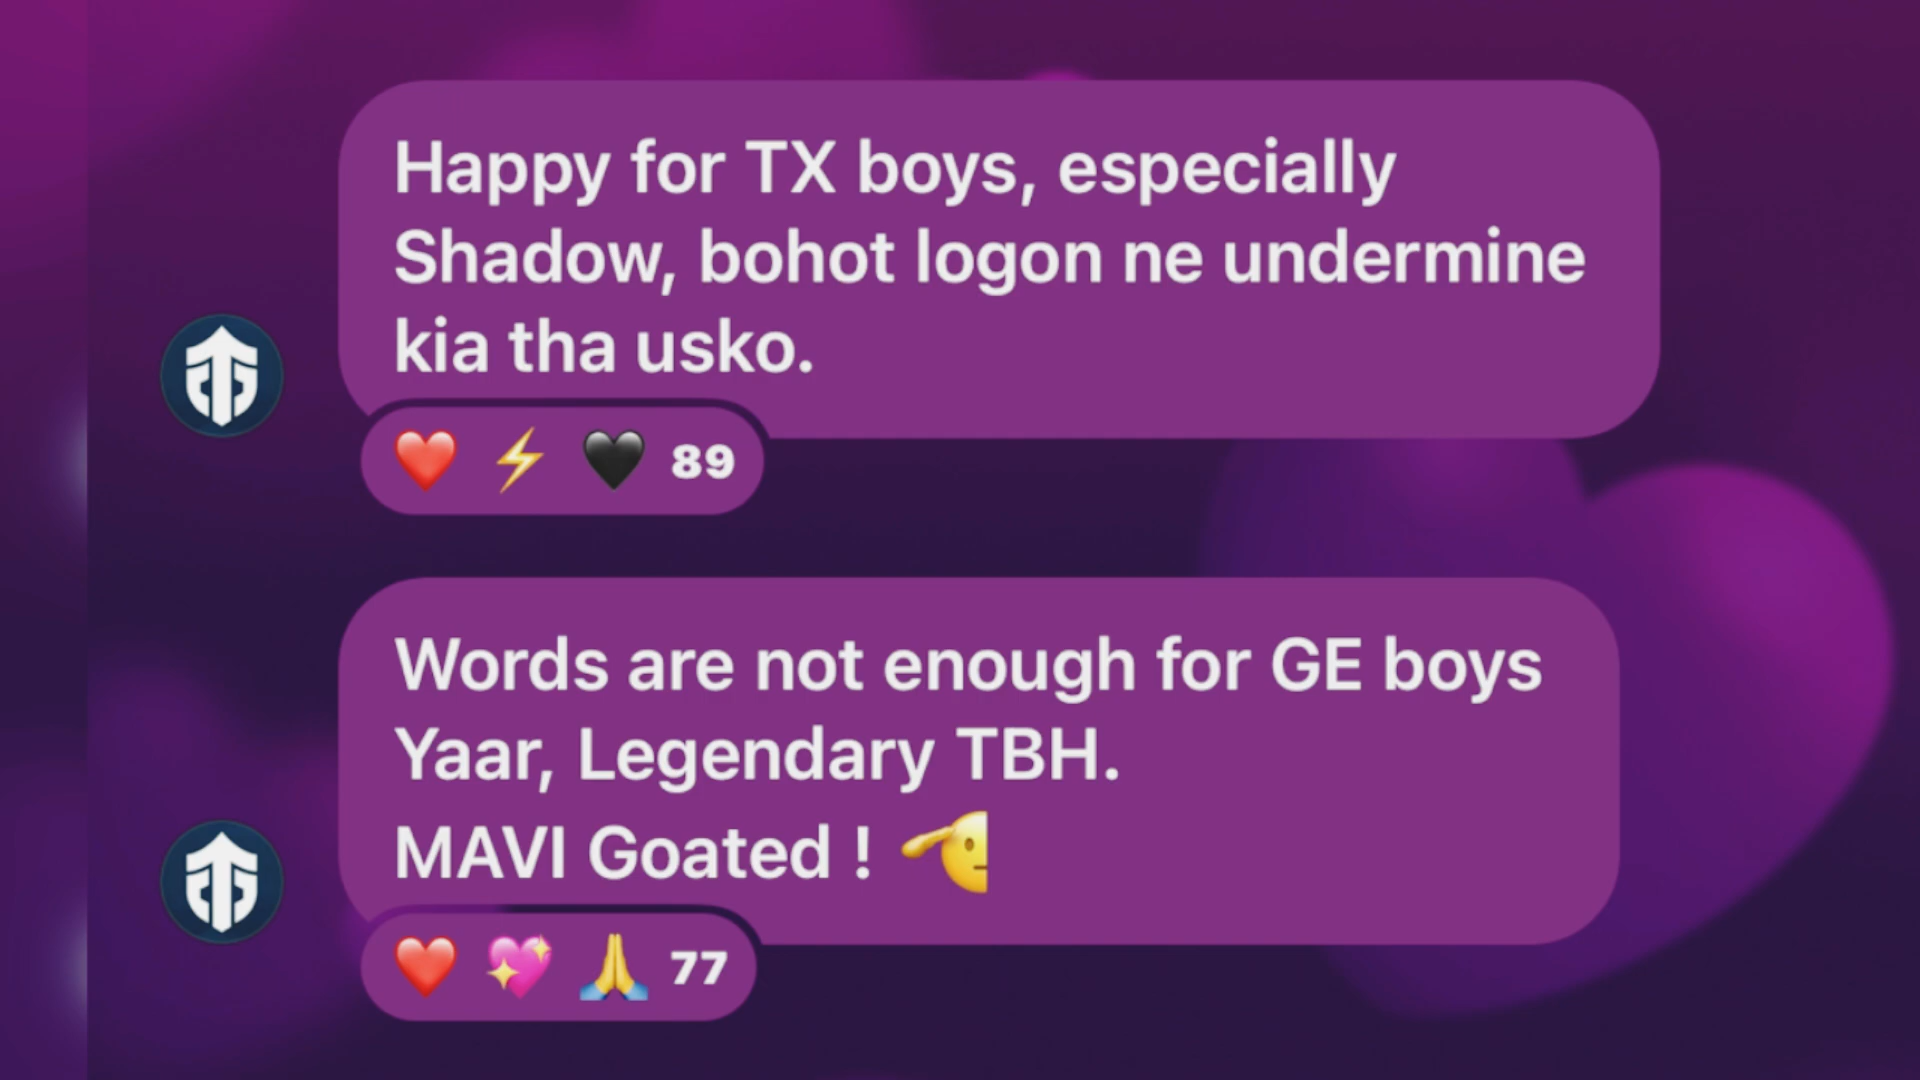 Happy for TX boys, especially
Shadow, bohot logon ne undermine
kia tha usko.
❤️ ⚡ 🖤 89
Words are not enough for GE boys
Yaar, Legendary TBH.
MAVI Goated ! 🫡
❤️ 💖 🙏 77